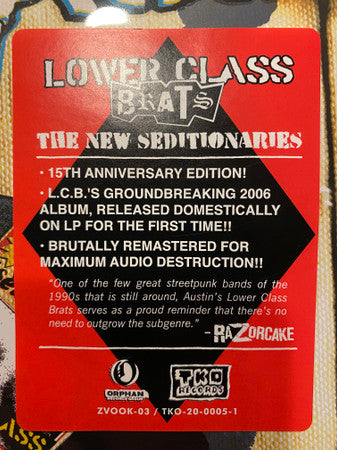 LOWER CLASS
BRATS
THE NEW SEDITIONARIES
• 15TH ANNIVERSARY EDITION!
• L.C.B.'S GROUNDBREAKING 2006
ALBUM, RELEASED DOMESTICALLY
ON LP FOR THE FIRST TIME!!
• BRUTALLY REMASTERED FOR
MAXIMUM AUDIO DESTRUCTION!!
"One of the few great streetpunk bands of the
1990s that is still around, Austin's Lower Class
Brats serves as a proud reminder that there's no
need to outgrow the subgenre." – RAZORCAKE
ORPHAN
TKO
RECORDS
ZVOOK-03 / TKO-20-0005-1